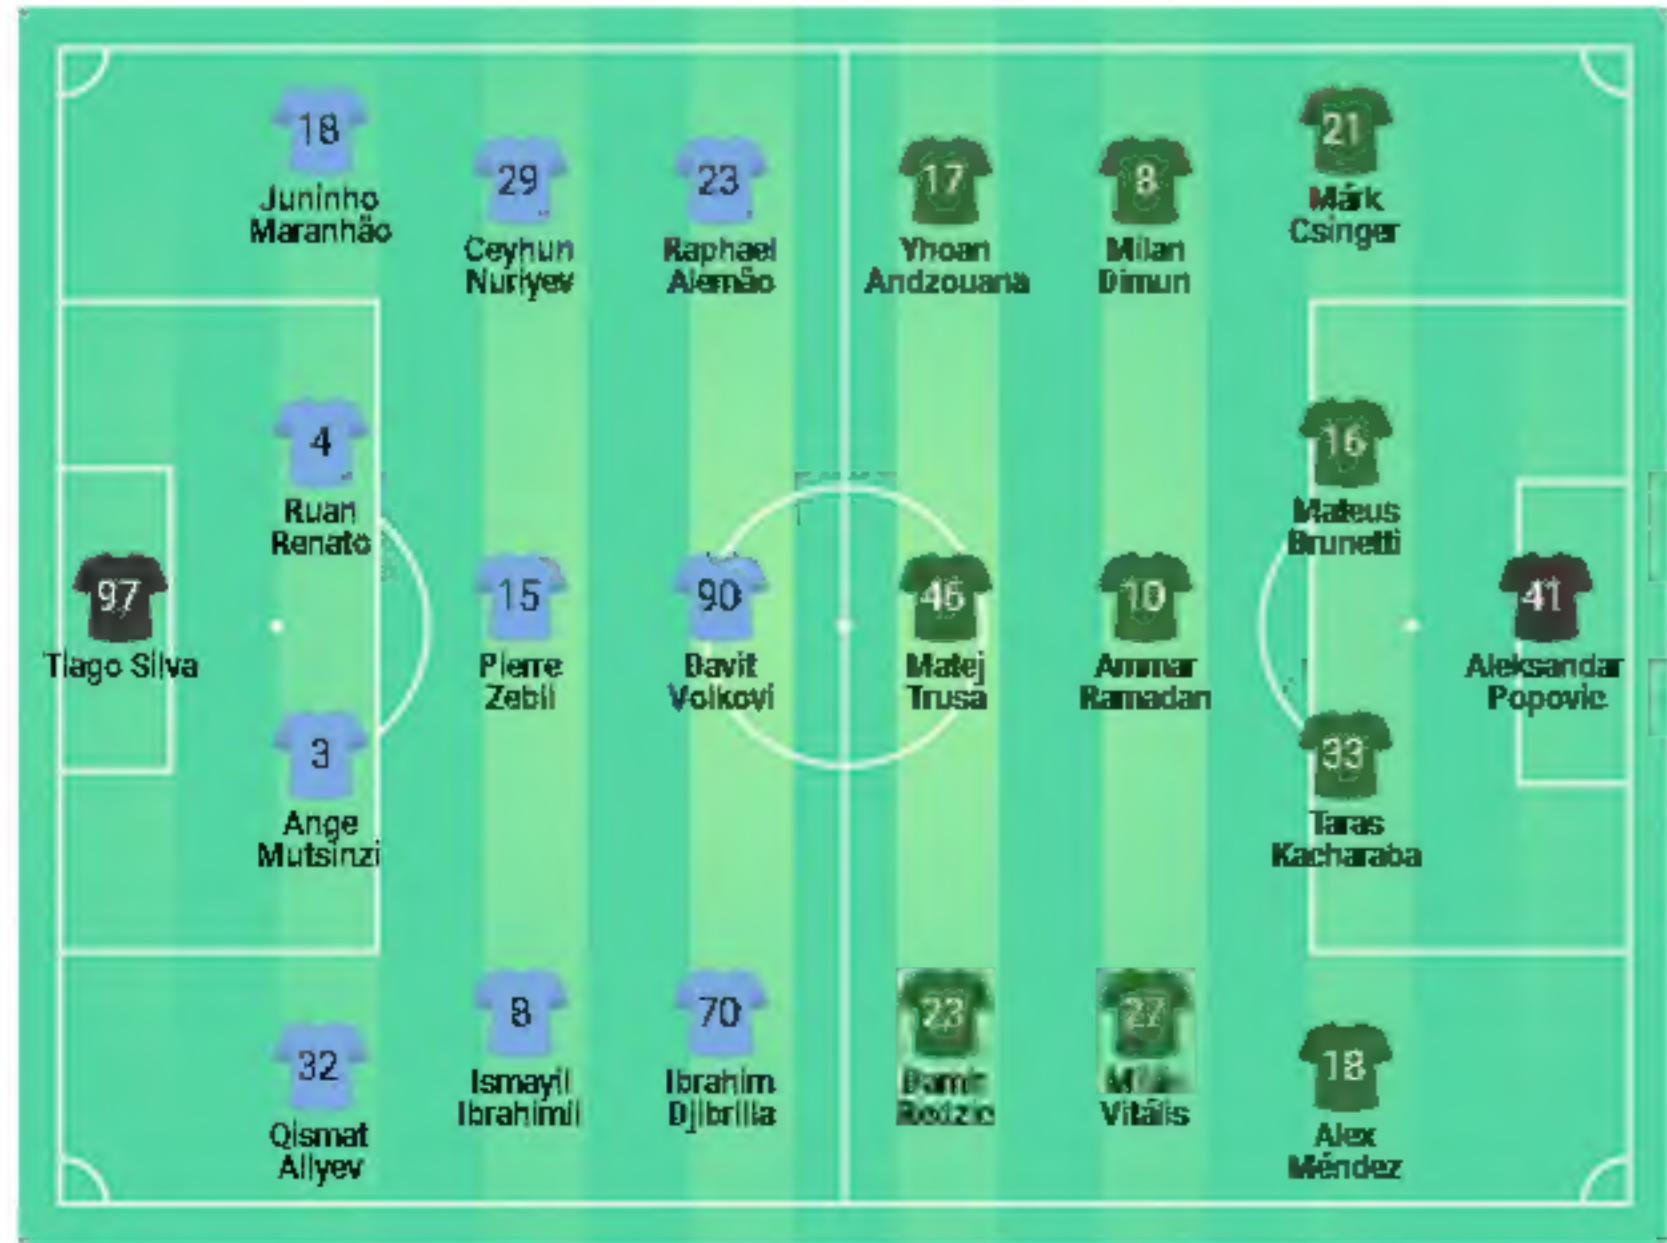 18
Juninho
Maranhão
29
Ceyhun
Nuriyev
23
Raphael
Alemão
17
Yhoan
Andzouana
8
Milan
Dimun
21
Márk
Csinger
4
Ruan
Renato
16
Mateus
Brunetti
97
Tiago Silva
15
Pierre
Zebli
90
Davit
Volkovi
46
Matej
Trusa
10
Ammar
Ramadan
41
Aleksandar
Popovic
3
Ange
Mutsinzi
33
Taras
Kacharaba
32
Qismat
Aliyev
8
Ismayil
Ibrahimli
70
Ibrahim
Djibrilla
23
Damir
Redzic
27
Vitális
18
Alex
Méndez